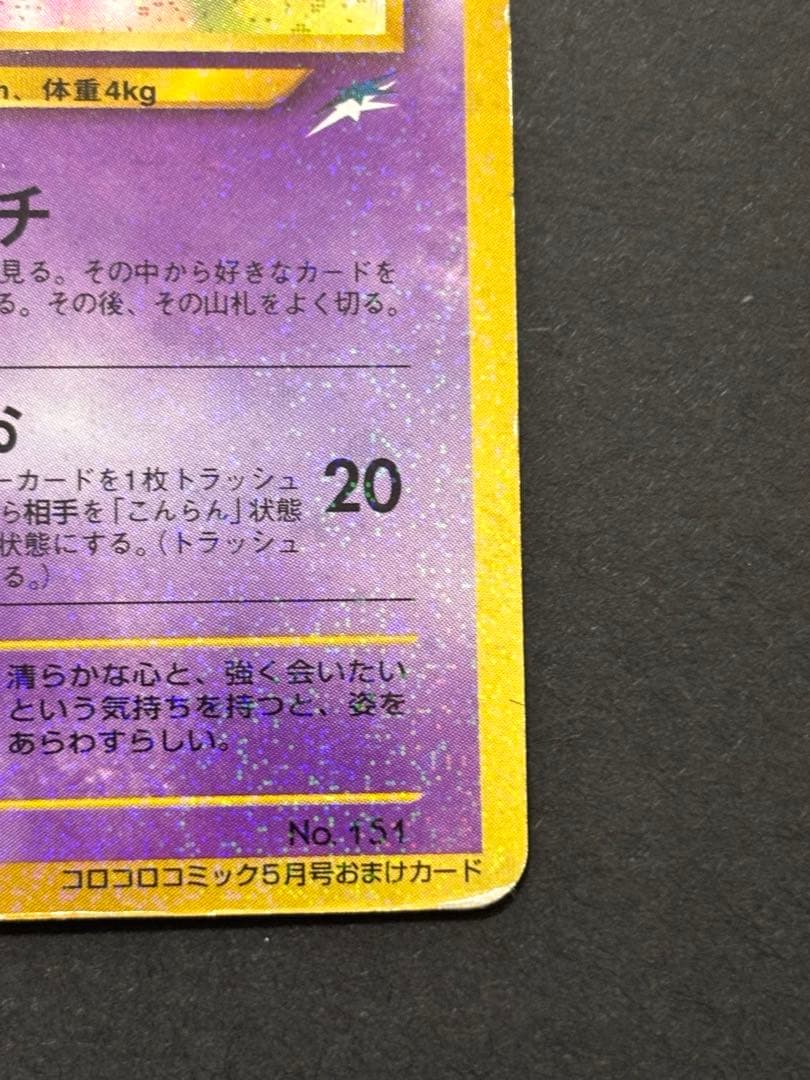 m、体重4kg
チ
見る。その中から好きなカードを
る。その後、その山札をよく切る。
お
ーカードを1枚トラッシュ
ら相手を「こんらん」状態
20
状態にする。(トラッシュ
る。)
清らかな心と、強く会いたい
という気持ちを持つと、姿を
あらわすらしい。
No. 151
コロコロコミック5月号おまけカード